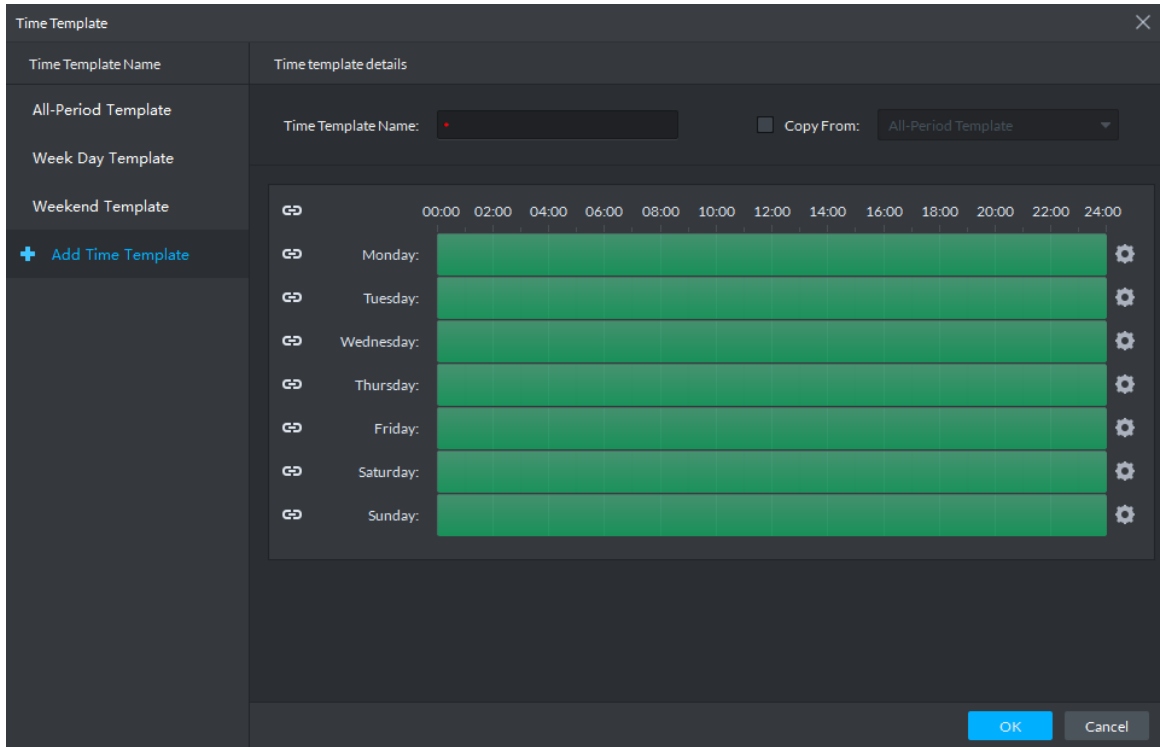 Time Template
Time Template Name
Time template details
All-Period Template
Week Day Template
Weekend Template
Add Time Template
Time Template Name: *
Copy From: All-Period Template
00:00 02:00 04:00 06:00 08:00 10:00 12:00 14:00 16:00 18:00 20:00 22:00 24:00
Monday:
Tuesday:
Wednesday:
Thursday:
Friday:
Saturday:
Sunday:
OK Cancel